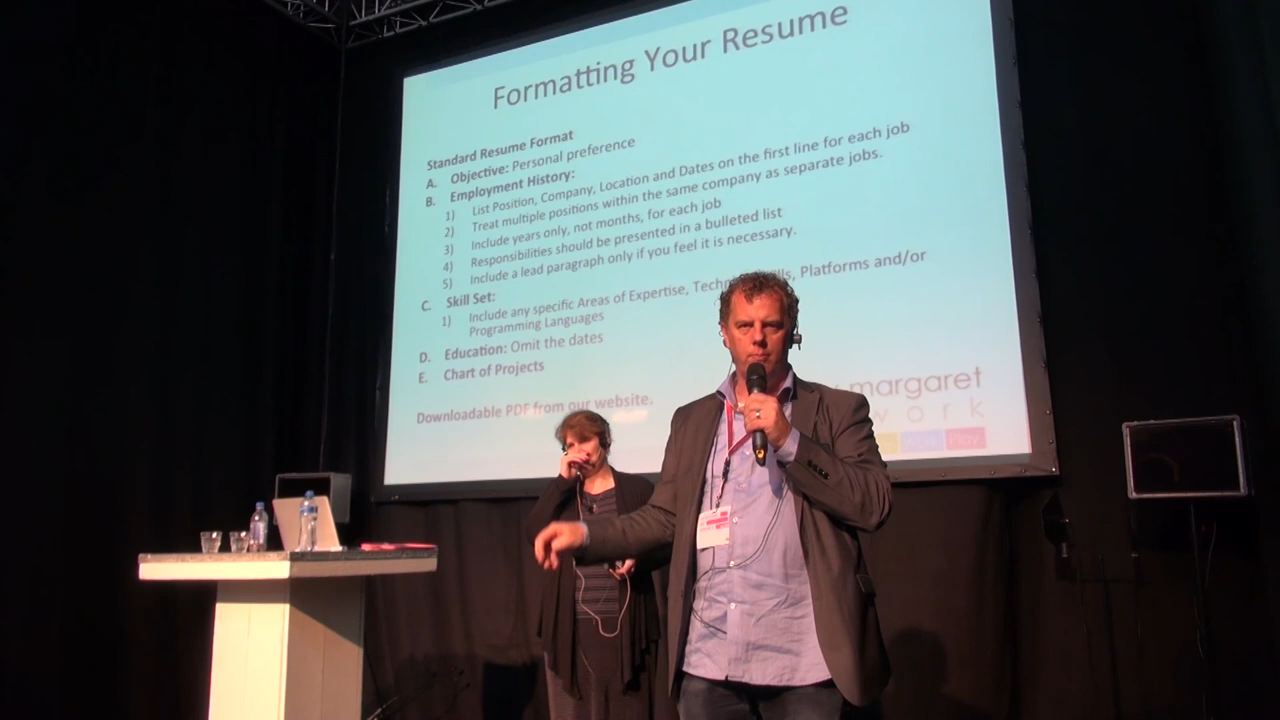 Formatting Your Resume
Standard Resume Format
A. Objective: Personal preference
B. Employment History:
1) List Position, Company, Location and Dates on the first line for each job
2) Treat multiple positions within the same company as separate jobs.
3) Include years only, not months, for each job
4) Responsibilities should be presented in a bulleted list
5) Include a lead paragraph only if you feel it is necessary.
C. Skill Set:
1) Include any specific Areas of Expertise, Platforms and/or
Programming Languages
D. Education: Omit the dates
E. Chart of Projects
Downloadable PDF from our website.
margaret
work
Play